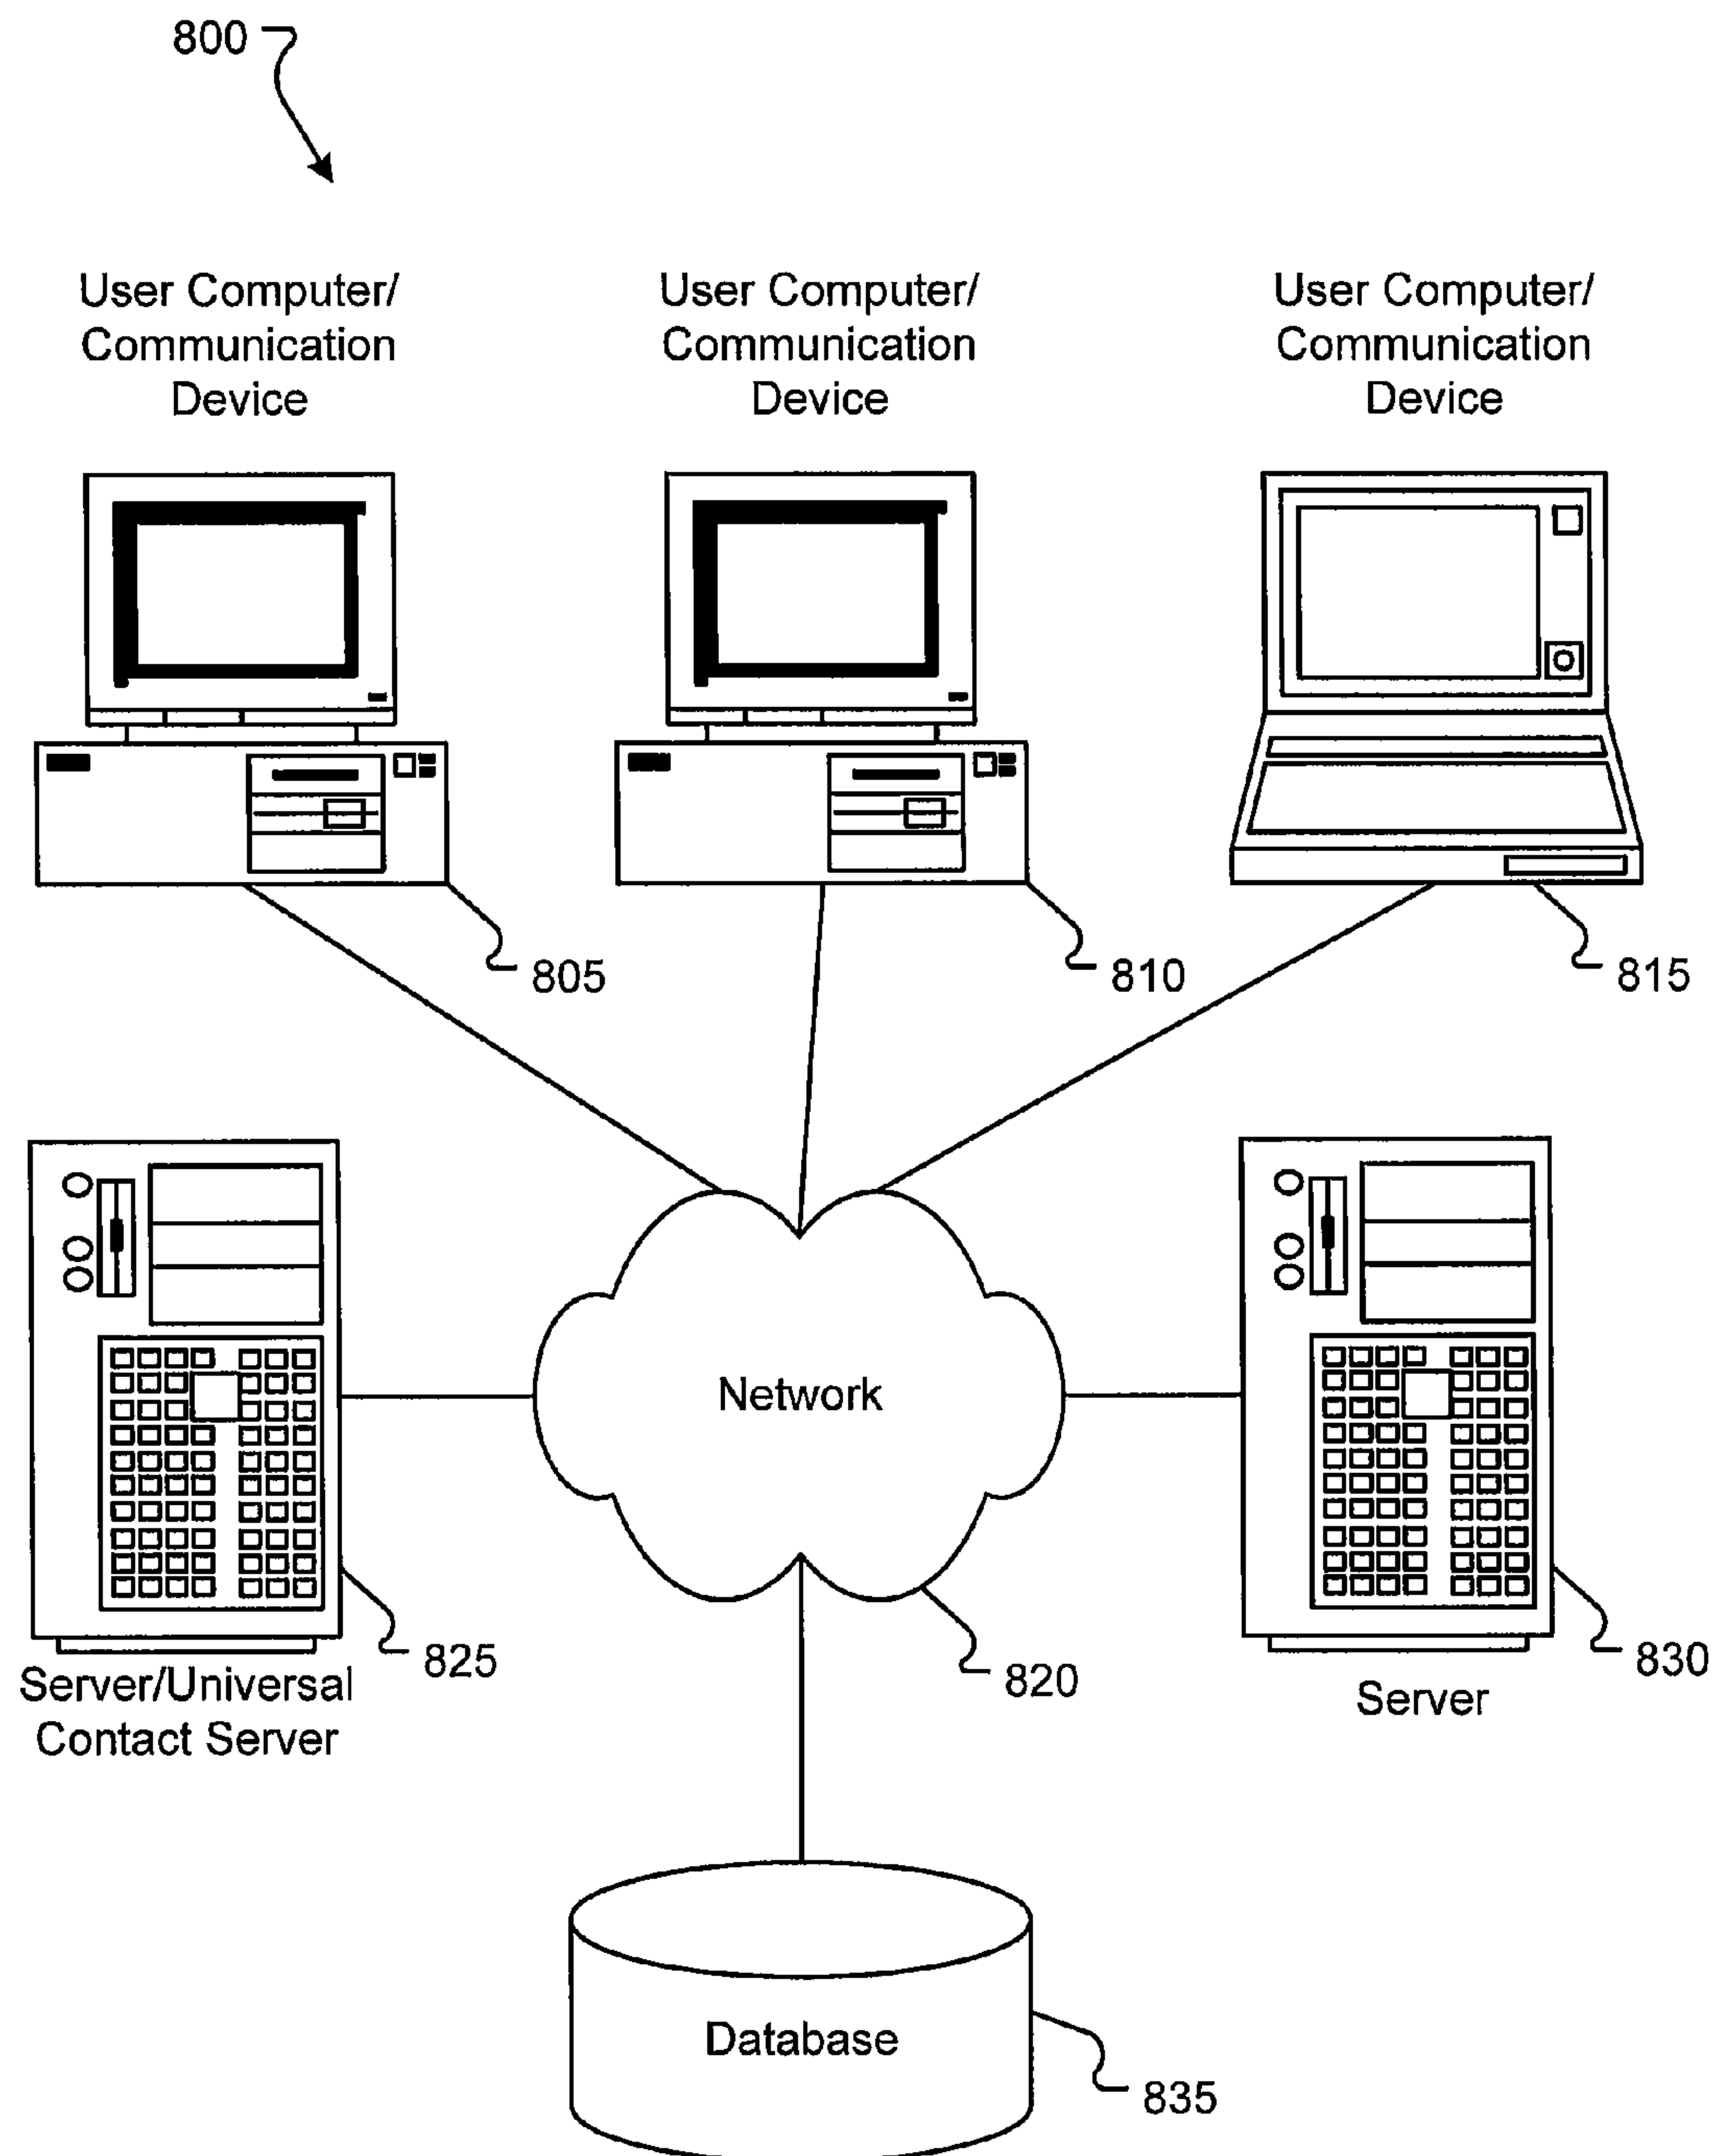 800
User Computer/
Communication
Device
User Computer/
Communication
Device
User Computer/
Communication
Device
805
810
815
Network
825
820
830
Server/Universal
Contact Server
Server
Database
835